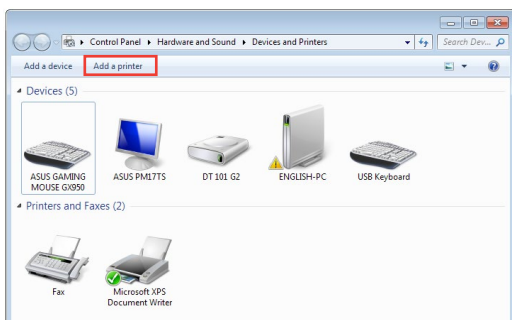 Control Panel ▸ Hardware and Sound ▸ Devices and Printers
Search Dev...
Add a device
Add a printer
Devices (5)
ASUS GAMING
MOUSE GX950
ASUS PM17TS
DT 101 G2
ENGLISH-PC
USB Keyboard
Printers and Faxes (2)
Fax
Microsoft XPS
Document Writer